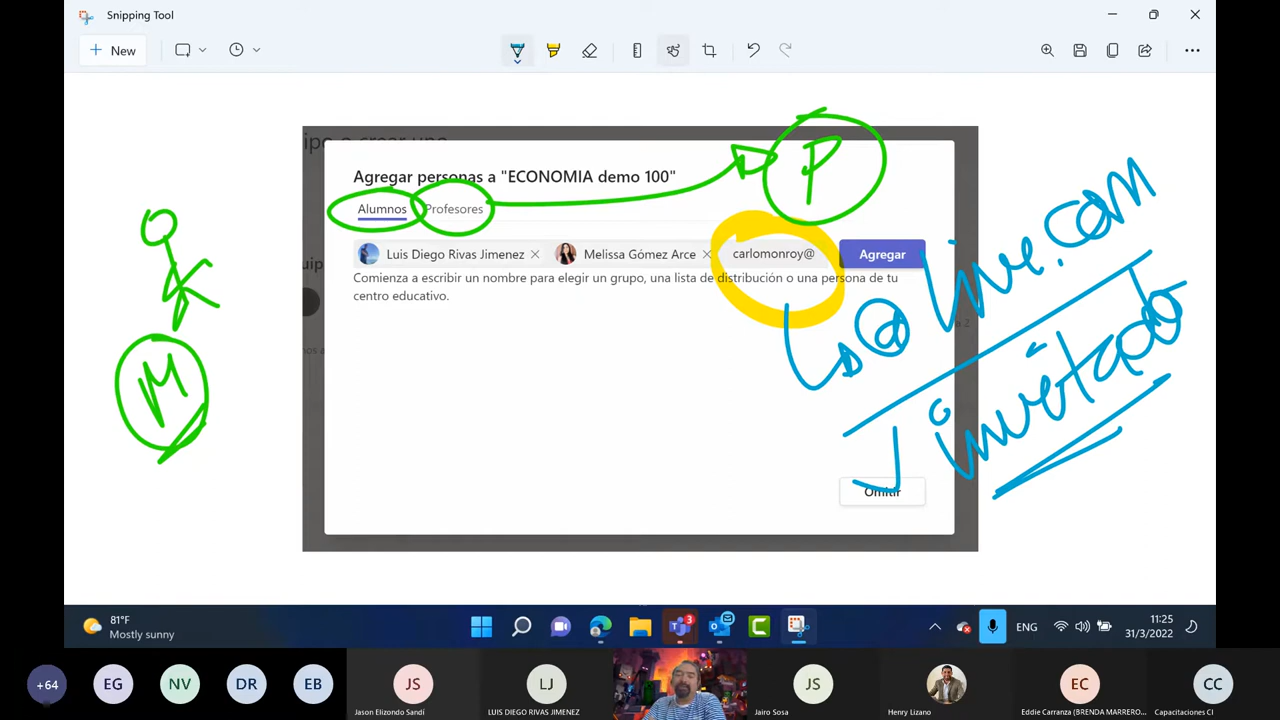 Snipping Tool
New
ipo o crear uno
P
Agregar personas a "ECONOMIA demo 100"
Alumnos Profesores
Luis Diego Rivas Jimenez Melissa Gómez Arce carlomonroy@ Agregar
Comienza a escribir un nombre para elegir un grupo, una lista de distribución o una persona de tu
centro educativo.
@ live.com
M
invitado
Omitir
81°F
Mostly sunny
3
ENG
11:25
31/3/2022
+64 EG NV DR EB JS LJ JS EC CC
Jason Elizondo Sandí LUIS DIEGO RIVAS JIMENEZ Jairo Sosa Henry Lizano Eddie Carranza (BRENDA MARRERO... Capacitaciones CI